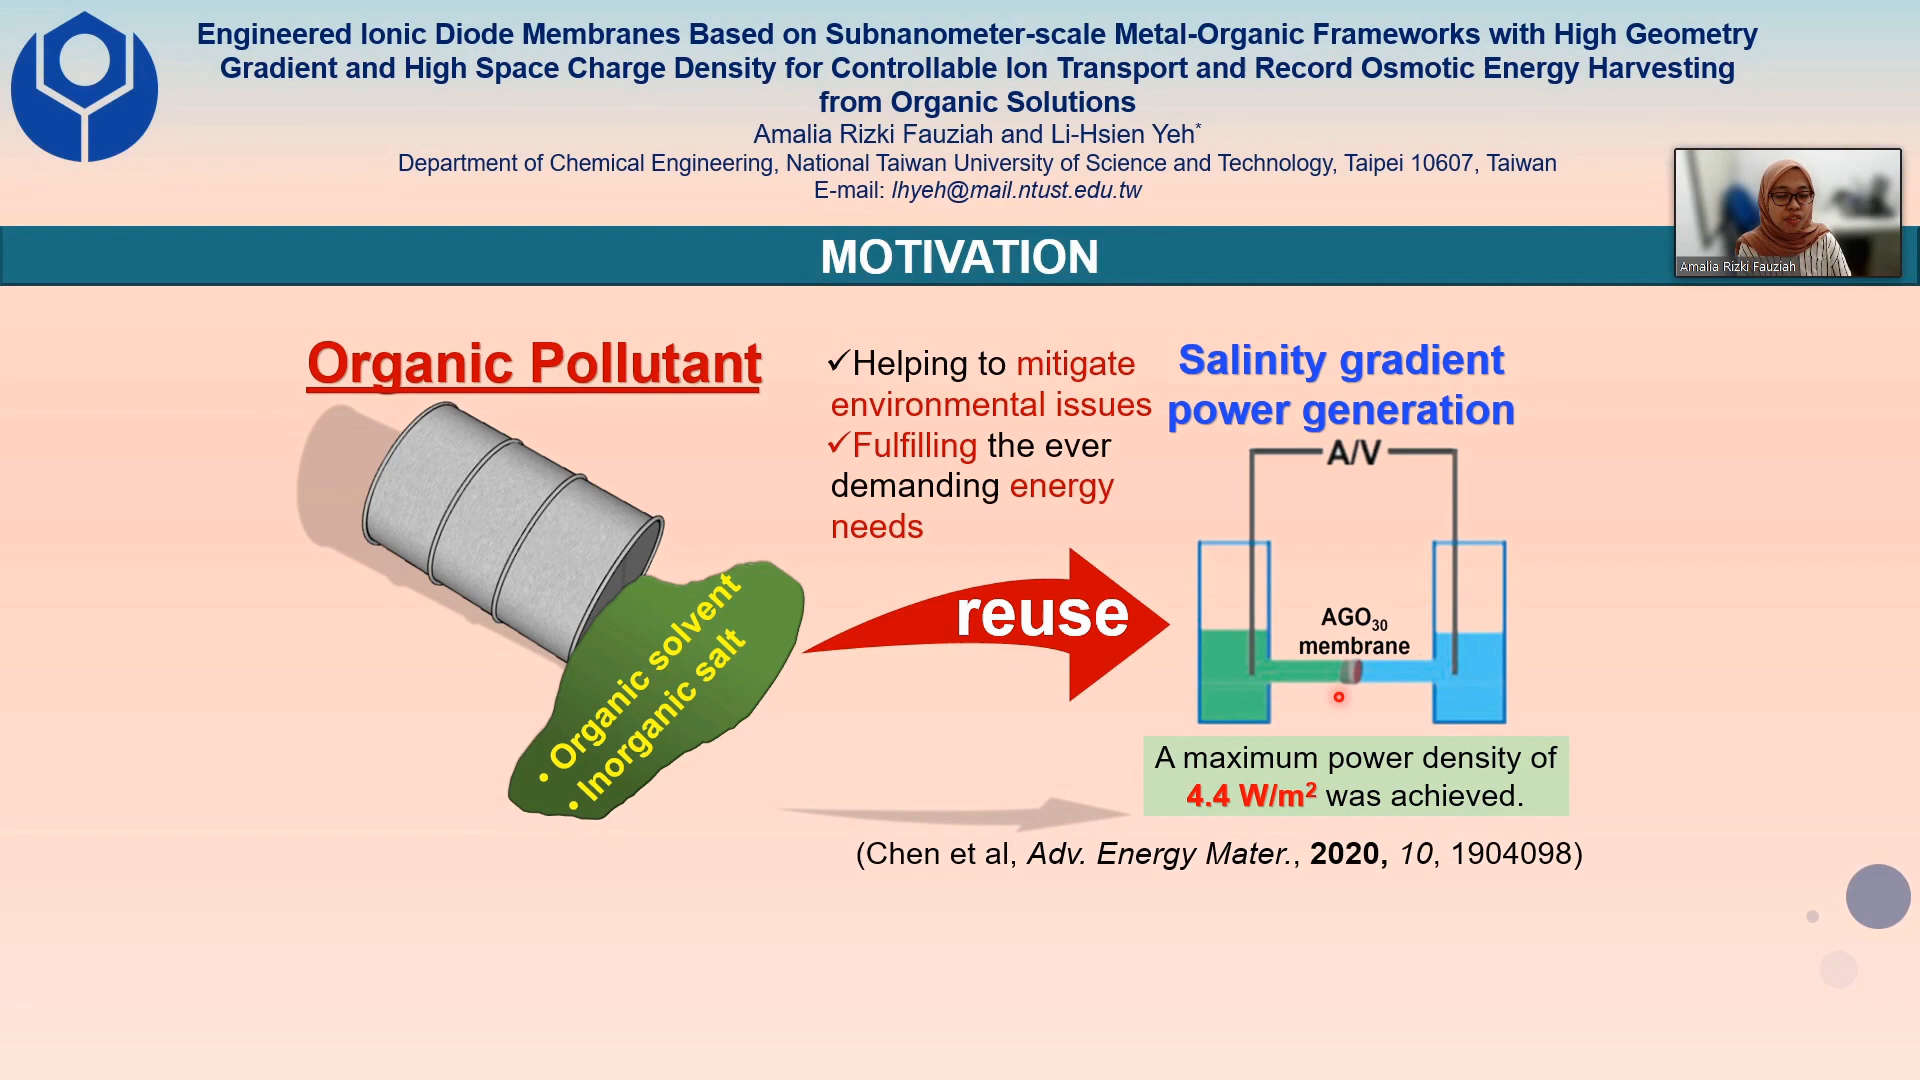 Engineered Ionic Diode Membranes Based on Subnanometer-scale Metal-Organic Frameworks with High Geometry
Gradient and High Space Charge Density for Controllable Ion Transport and Record Osmotic Energy Harvesting
from Organic Solutions
Amalia Rizki Fauziah and Li-Hsien Yeh*
Department of Chemical Engineering, National Taiwan University of Science and Technology, Taipei 10607, Taiwan
E-mail: lhyeh@mail.ntust.edu.tw
Amalia Rizki Fauziah
MOTIVATION
Organic Pollutant
• Organic solvent
• Inorganic salt
✓Helping to mitigate
environmental issues
✓Fulfilling the ever
demanding energy
needs
reuse
Salinity gradient
power generation
A/V
AGO30
membrane
A maximum power density of
4.4 W/m² was achieved.
(Chen et al, Adv. Energy Mater., 2020, 10, 1904098)